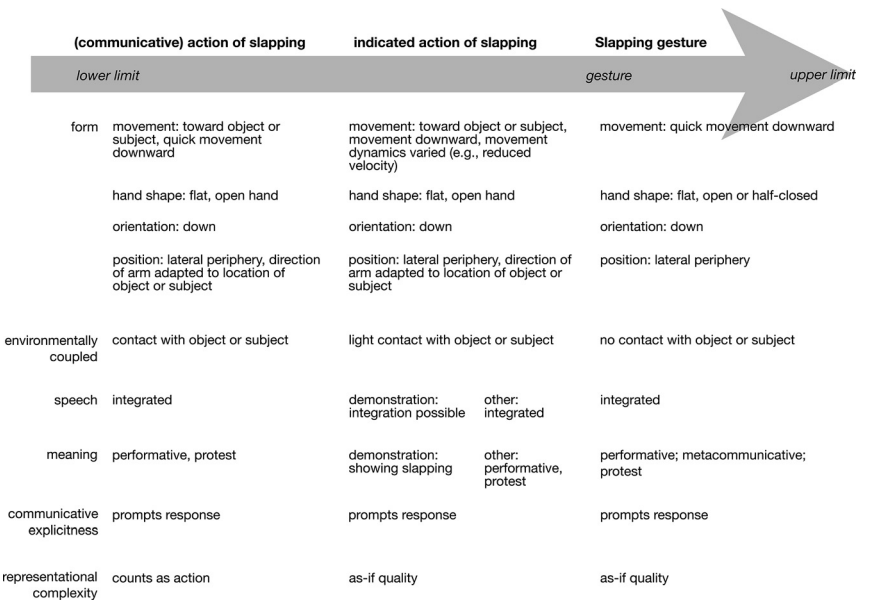 (communicative) action of slapping indicated action of slapping Slapping gesture
lower limit gesture upper limit
form movement: toward object or movement: toward object or subject, movement: quick movement downward
subject, quick movement movement downward, movement
downward dynamics varied (e.g., reduced
velocity)
hand shape: flat, open hand hand shape: flat, open hand hand shape: flat, open or half-closed
orientation: down orientation: down orientation: down
position: lateral periphery, direction position: lateral periphery, direction of position: lateral periphery
of arm adapted to location of arm adapted to location of object or
object or subject subject
environmentally contact with object or subject light contact with object or subject no contact with object or subject
coupled
speech integrated demonstration: other: integrated
integration possible integrated
meaning performative, protest demonstration: other: performative; metacommunicative;
showing slapping performative, protest
protest
communicative prompts response prompts response prompts response
explicitness
representational counts as action as-if quality as-if quality
complexity